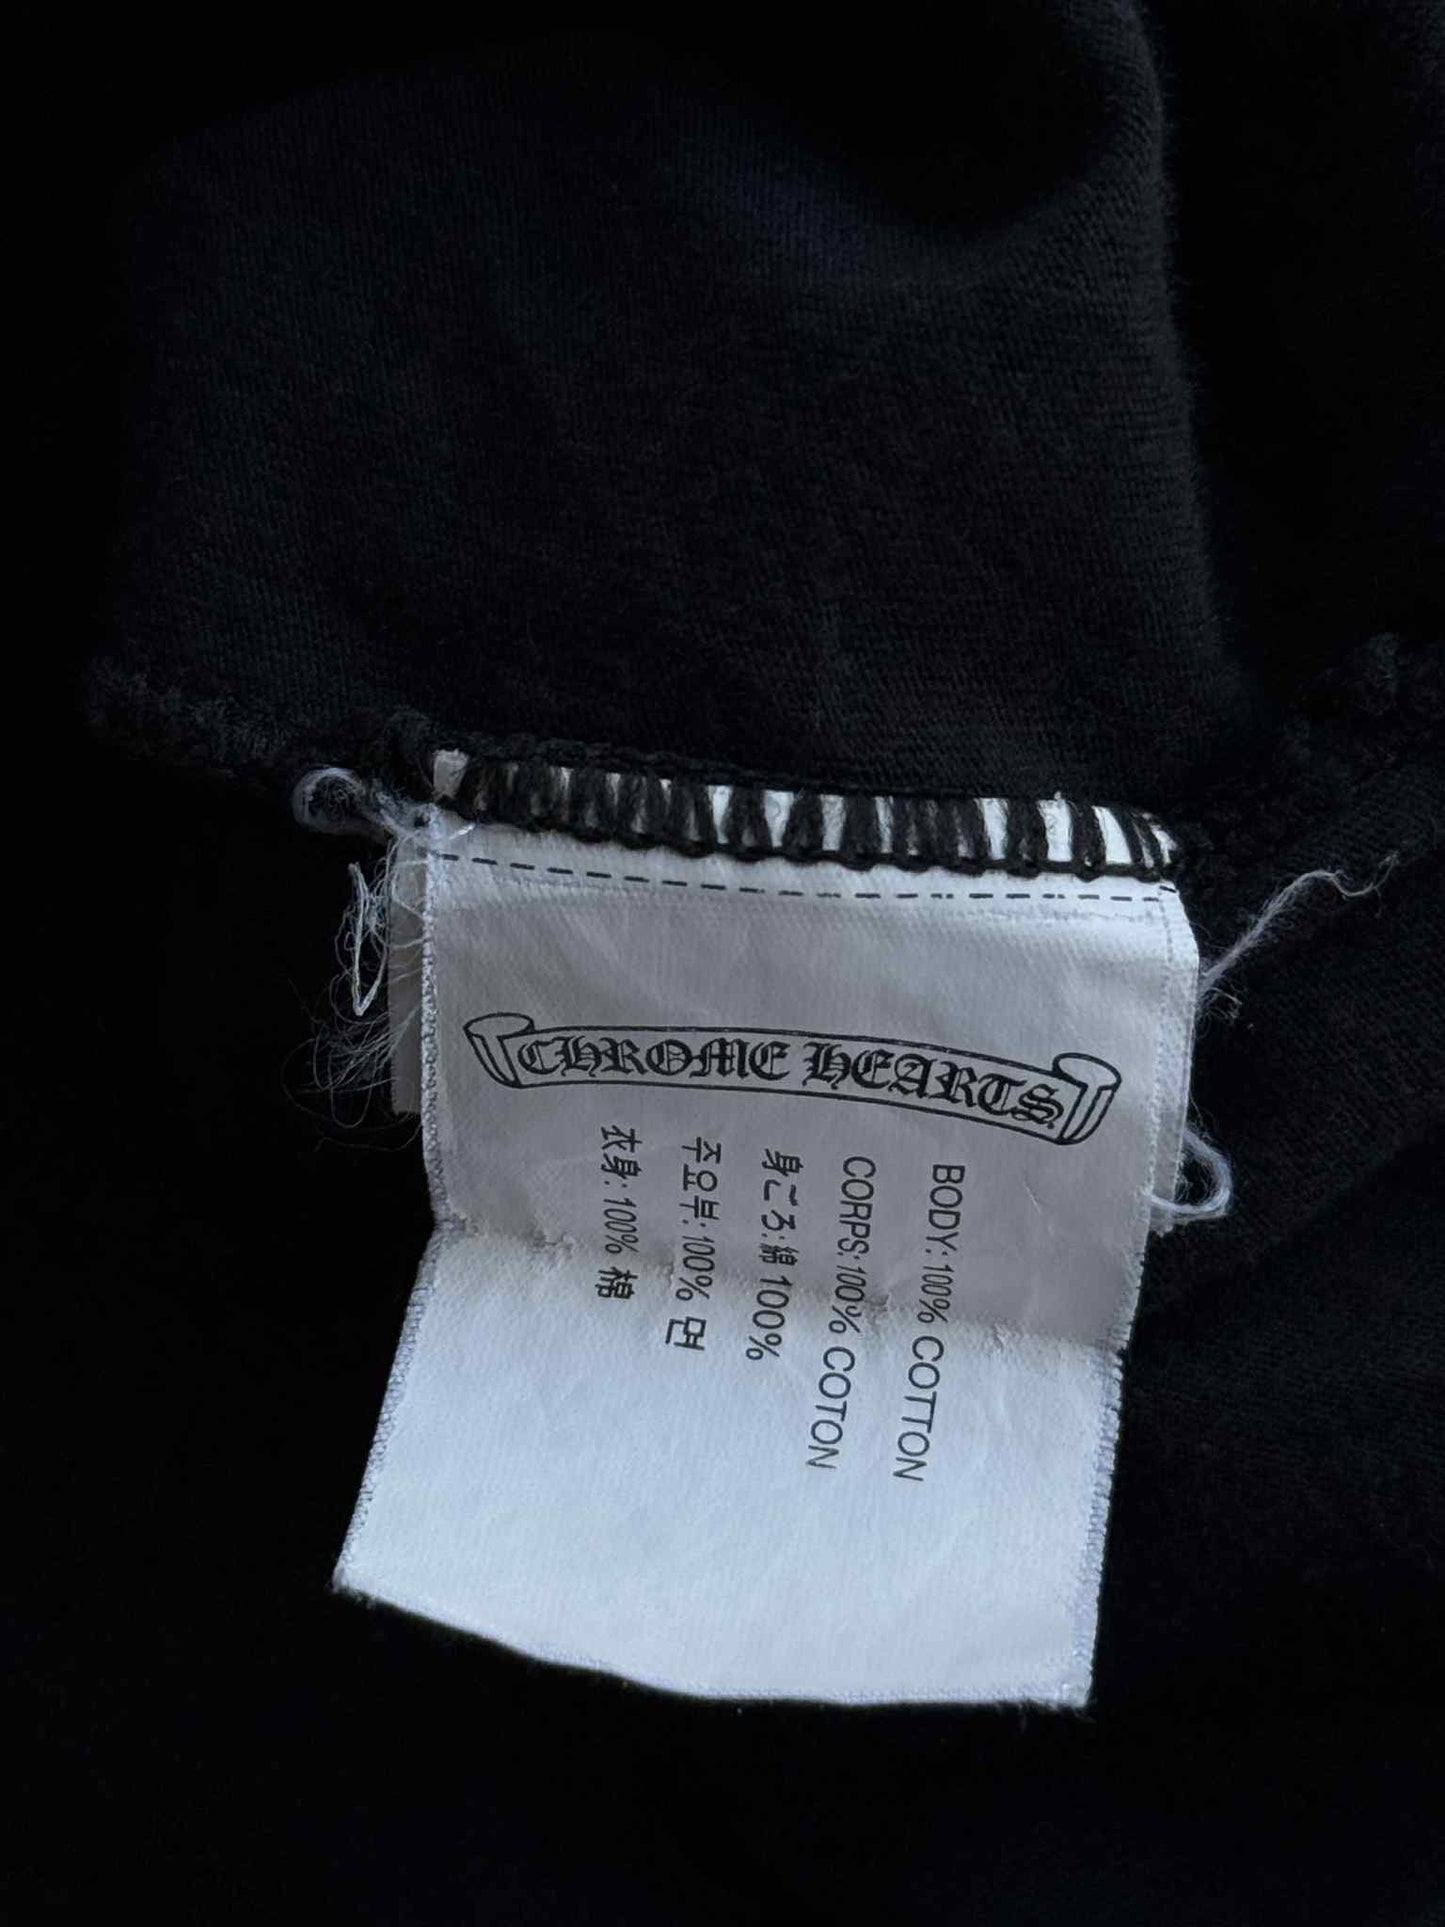 CHROME HEARTS
BODY: 100% COTTON
CORPS: 100% COTON
身ごろ: 綿 100%
주요부: 100% 면
衣身: 100% 棉